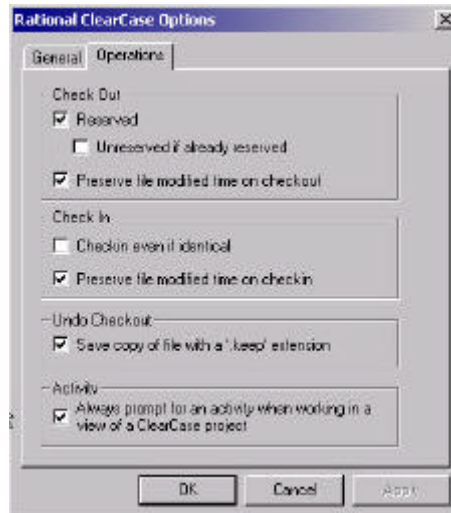 Rational ClearCase Options
General
Operations
Check Out
Reserved
Unreserved if already reserved
Preserve file modified time on checkout
Check In
Checkin even if identical
Preserve file modified time on checkin
Undo Checkout
Save copy of file with a '.keep' extension
Activity
Always prompt for an activity when working in a
view of a ClearCase project
OK
Cancel
Apply